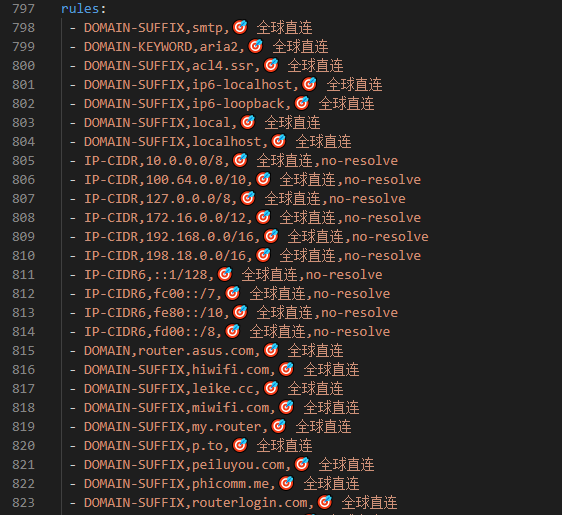 797 rules:
798 - DOMAIN-SUFFIX,smtp,🎯 全球直连
799 - DOMAIN-KEYWORD,aria2,🎯 全球直连
800 - DOMAIN-SUFFIX,acl4.ssr,🎯 全球直连
801 - DOMAIN-SUFFIX,ip6-localhost,🎯 全球直连
802 - DOMAIN-SUFFIX,ip6-loopback,🎯 全球直连
803 - DOMAIN-SUFFIX,local,🎯 全球直连
804 - DOMAIN-SUFFIX,localhost,🎯 全球直连
805 - IP-CIDR,10.0.0.0/8,🎯 全球直连,no-resolve
806 - IP-CIDR,100.64.0.0/10,🎯 全球直连,no-resolve
807 - IP-CIDR,127.0.0.0/8,🎯 全球直连,no-resolve
808 - IP-CIDR,172.16.0.0/12,🎯 全球直连,no-resolve
809 - IP-CIDR,192.168.0.0/16,🎯 全球直连,no-resolve
810 - IP-CIDR,198.18.0.0/16,🎯 全球直连,no-resolve
811 - IP-CIDR6,::1/128,🎯 全球直连,no-resolve
812 - IP-CIDR6,fc00::/7,🎯 全球直连,no-resolve
813 - IP-CIDR6,fe80::/10,🎯 全球直连,no-resolve
814 - IP-CIDR6,fd00::/8,🎯 全球直连,no-resolve
815 - DOMAIN,router.asus.com,🎯 全球直连
816 - DOMAIN-SUFFIX,hiwifi.com,🎯 全球直连
817 - DOMAIN-SUFFIX,leike.cc,🎯 全球直连
818 - DOMAIN-SUFFIX,miwifi.com,🎯 全球直连
819 - DOMAIN-SUFFIX,my.router,🎯 全球直连
820 - DOMAIN-SUFFIX,p.to,🎯 全球直连
821 - DOMAIN-SUFFIX,peiluyou.com,🎯 全球直连
822 - DOMAIN-SUFFIX,phicomm.me,🎯 全球直连
823 - DOMAIN-SUFFIX,routerlogin.com,🎯 全球直连